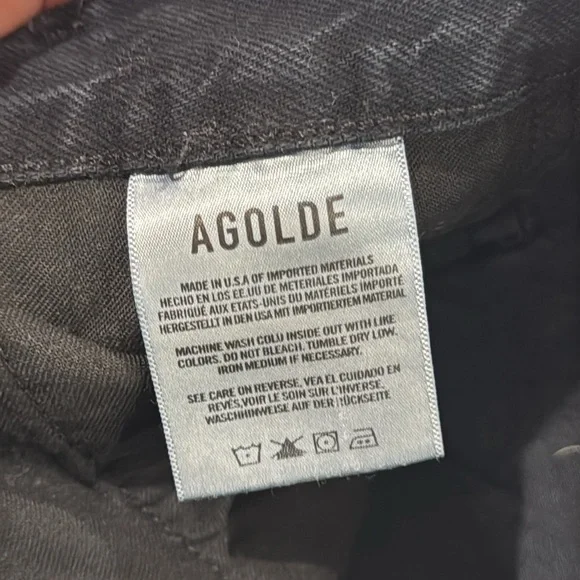 AGOLDE
MADE IN U.S.A OF IMPORTED MATERIALS
HECHO EN LOS EE.UU DE METERIALES IMPORTADA
FABRIQUÉ AUX ETATS-UNIS DU MATÉRIELS IMPORTÉ
HERGESTELLT IN DEN USA MIT IMPORTIERTEM MATERIAL
MACHINE WASH COLD INSIDE OUT WITH LIKE
COLORS. DO NOT BLEACH. TUMBLE DRY LOW.
IRON MEDIUM IF NECESSARY.
SEE CARE ON REVERSE. VEA EL CUIDADO EN
REVÉS. VOIR LE SOIN SUR L'INVERSE.
WASCHHINWEISE AUF DER RÜCKSEITE